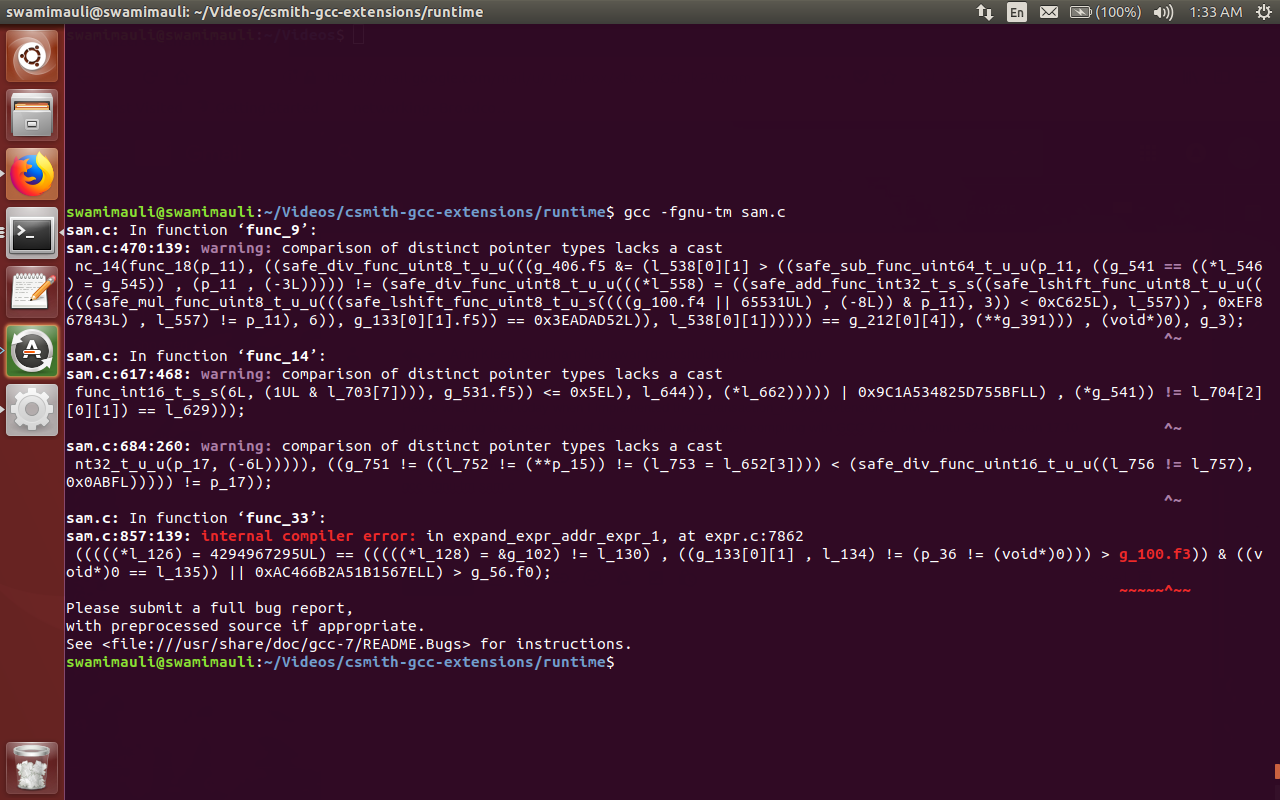 swamimauli@swamimauli: ~/Videos/csmith-gcc-extensions/runtime
En
(100%)
1:33 AM
swamimauli@swamimauli:~/Videos$
swamimauli@swamimauli:~/Videos/csmith-gcc-extensions/runtime$ gcc -fgnu-tm sam.c
sam.c: In function ‘func_9’:
sam.c:470:139: warning: comparison of distinct pointer types lacks a cast
nc_14(func_18(p_11), ((safe_div_func_uint8_t_u_u(((g_406.f5 &= (l_538[0][1] > ((safe_sub_func_uint64_t_u_u(p_11, ((g_541 == ((*l_546
) = g_545)) , (p_11 , (-3L))))) != (safe_div_func_uint8_t_u_u(((*l_558) = ((safe_add_func_int32_t_s_s((safe_lshift_func_uint8_t_u_u((
(((safe_mul_func_uint8_t_u_u(((safe_lshift_func_uint8_t_u_s((((g_100.f4 || 65531UL) , (-8L)) & p_11), 3)) < 0xC625L), l_557)) , 0xEF8
67843L) , l_557) != p_11), 6)), g_133[0][1].f5)) == 0x3EADAD52L)), l_538[0][1])))))) == g_212[0][4]), (**g_391))) , (void*)0), g_3);
^~
sam.c: In function ‘func_14’:
sam.c:617:468: warning: comparison of distinct pointer types lacks a cast
func_int16_t_s_s(6L, (1UL & l_703[7]))), g_531.f5)) <= 0x5EL), l_644)), (*l_662))))) | 0x9C1A534825D755BFLL) , (*g_541)) != l_704[2]
[0][1]) == l_629)));
^~
sam.c:684:260: warning: comparison of distinct pointer types lacks a cast
nt32_t_u_u(p_17, (-6L))))), ((g_751 != ((l_752 != (**p_15)) != (l_753 = l_652[3]))) < (safe_div_func_uint16_t_u_u((l_756 != l_757),
0x0ABFL))))) != p_17));
^~
sam.c: In function ‘func_33’:
sam.c:857:139: internal compiler error: in expand_expr_addr_expr_1, at expr.c:7862
(((((*l_126) = 4294967295UL) == (((((*l_128) = &g_102) != l_130) , ((g_133[0][1] , l_134) != (p_36 != (void*)0))) > g_100.f3)) & ((v
oid*)0 == l_135)) || 0xAC466B2A51B1567ELL) > g_56.f0);
~~~~~^~~
Please submit a full bug report,
with preprocessed source if appropriate.
See <file:///usr/share/doc/gcc-7/README.Bugs> for instructions.
swamimauli@swamimauli:~/Videos/csmith-gcc-extensions/runtime$